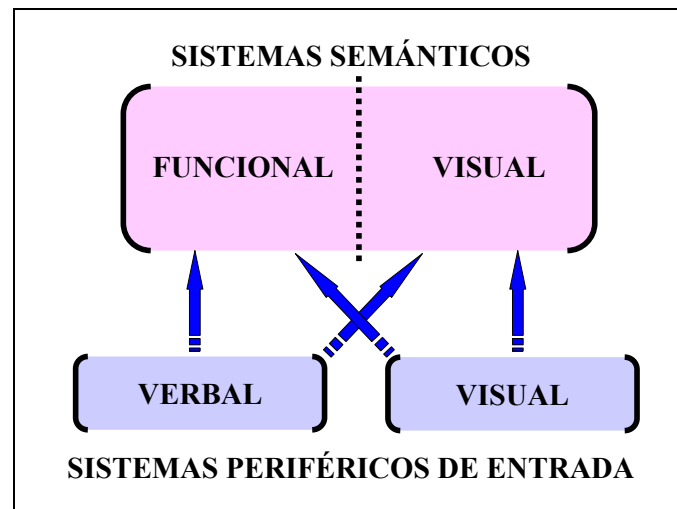 SISTEMAS SEMÁNTICOS
FUNCIONAL VISUAL
VERBAL VISUAL
SISTEMAS PERIFÉRICOS DE ENTRADA